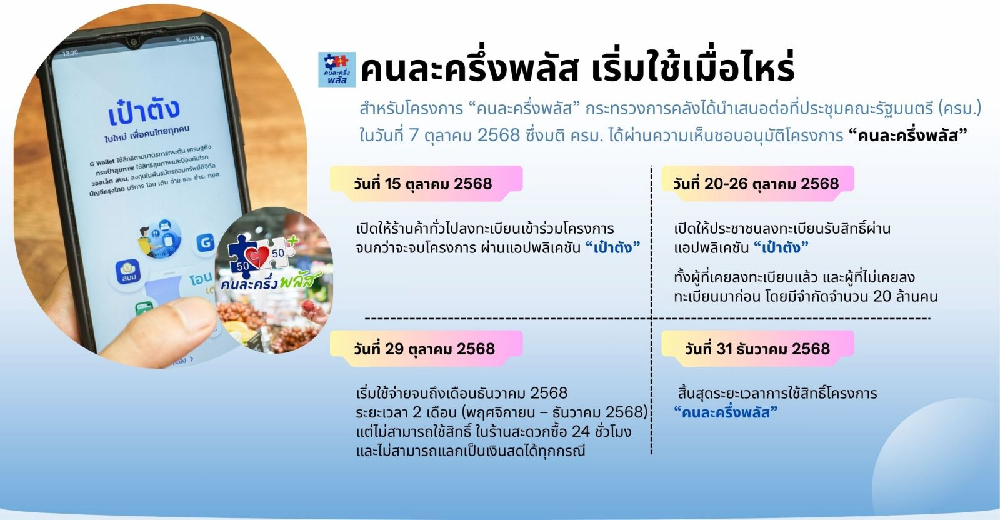 13:30
82%
เป๋าตัง
ใบใหม่ เพื่อคนไทยทุกคน
G Wallet ใช้สิทธิตามมาตรการกระตุ้น เศรษฐกิจ
กระเป๋าสุขภาพ ใช้สิทธิสุขภาพและป้องกันโรค
วอลเล็ต สบม. ลงทุนในพันธบัตรออมทรัพย์ดิจิทัล
บัญชีกรุงไทย บริการ โอน เติม จ่าย และ ชำระ กยศ.
G
สบม
โอน
50
50
คนละครึ่งพลัส
คนละครึ่ง
พลัส
คนละครึ่งพลัส เริ่มใช้เมื่อไหร่
สำหรับโครงการ “คนละครึ่งพลัส” กระทรวงการคลังได้นำเสนอต่อที่ประชุมคณะรัฐมนตรี (ครม.)
ในวันที่ 7 ตุลาคม 2568 ซึ่งมติ ครม. ได้ผ่านความเห็นชอบอนุมัติโครงการ “คนละครึ่งพลัส”
วันที่ 15 ตุลาคม 2568
เปิดให้ร้านค้าทั่วไปลงทะเบียนเข้าร่วมโครงการ
จนกว่าจะจบโครงการ ผ่านแอปพลิเคชัน “เป๋าตัง”
วันที่ 20-26 ตุลาคม 2568
เปิดให้ประชาชนลงทะเบียนรับสิทธิ์ผ่าน
แอปพลิเคชัน “เป๋าตัง”
ทั้งผู้ที่เคยลงทะเบียนแล้ว และผู้ที่ไม่เคยลง
ทะเบียนมาก่อน โดยมีจำกัดจำนวน 20 ล้านคน
วันที่ 29 ตุลาคม 2568
เริ่มใช้จ่ายจนถึงเดือนธันวาคม 2568
ระยะเวลา 2 เดือน (พฤศจิกายน – ธันวาคม 2568)
แต่ไม่สามารถใช้สิทธิ์ ในร้านสะดวกซื้อ 24 ชั่วโมง
และไม่สามารถแลกเป็นเงินสดได้ทุกกรณี
วันที่ 31 ธันวาคม 2568
สิ้นสุดระยะเวลาการใช้สิทธิ์โครงการ
“คนละครึ่งพลัส”